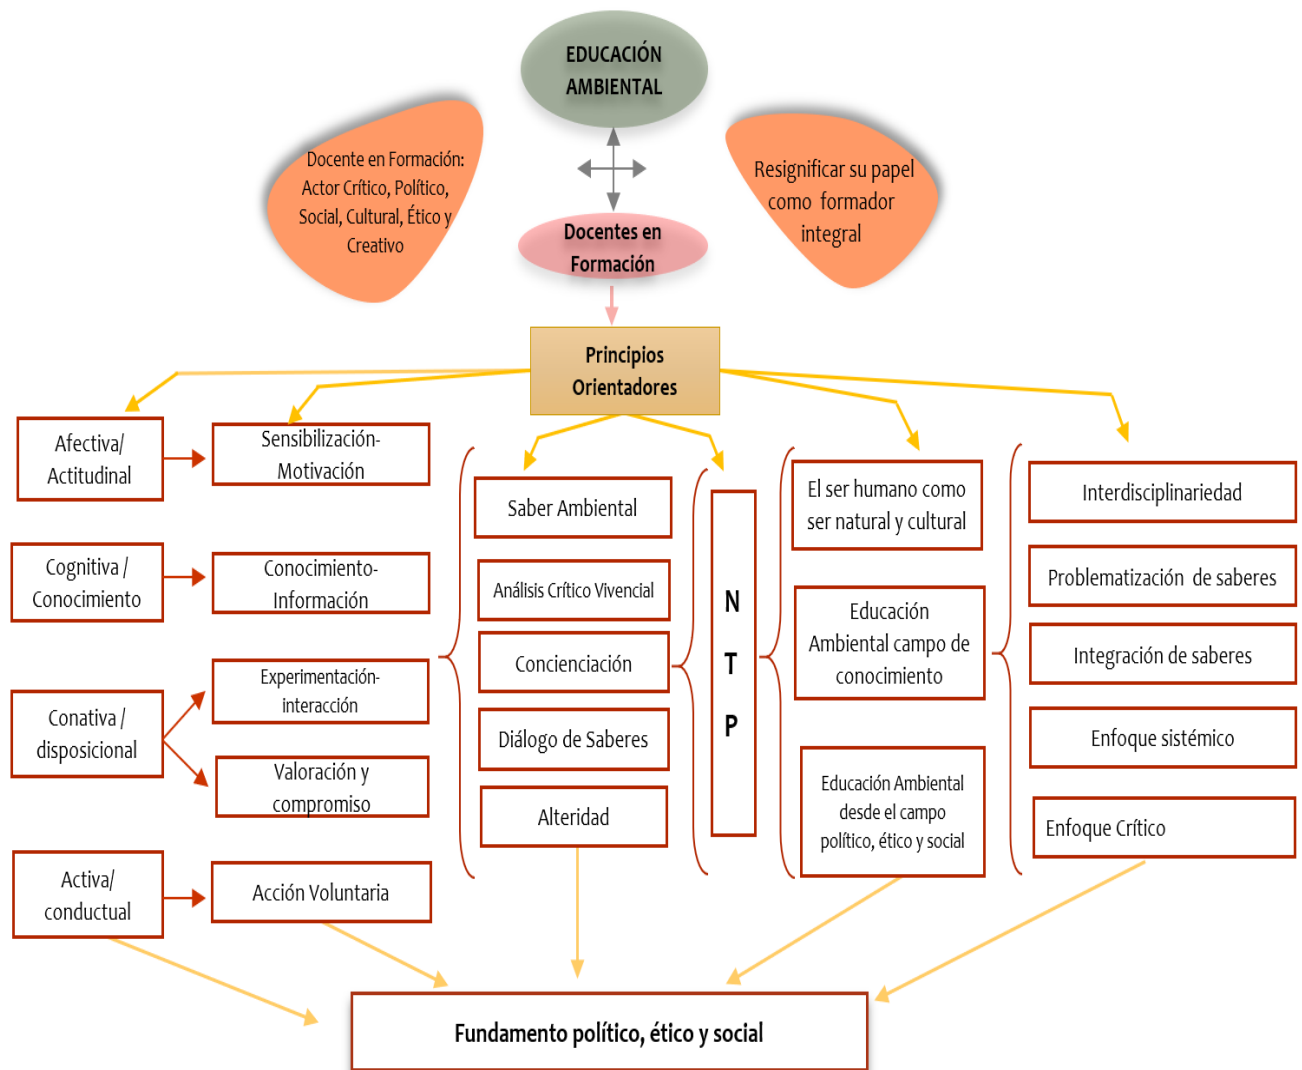 EDUCACIÓN
AMBIENTAL
Docente en Formación:
Actor Crítico, Político,
Social, Cultural, Ético y
Creativo
Resignificar su papel
como formador
integral
Docentes en
Formación
Principios
Orientadores
Afectiva/
Actitudinal
Sensibilización-
Motivación
Cognitiva /
Conocimiento
Conocimiento-
Información
Conativa /
disposicional
Experimentación-
interacción
Valoración y
compromiso
Activa/
conductual
Acción Voluntaria
Saber Ambiental
Análisis Crítico Vivencial
Concienciación
Diálogo de Saberes
Alteridad
N
T
P
El ser humano como
ser natural y cultural
Educación
Ambiental campo de
conocimiento
Educación Ambiental
desde el campo
político, ético y social
Interdisciplinariedad
Problematización de saberes
Integración de saberes
Enfoque sistémico
Enfoque Crítico
Fundamento político, ético y social